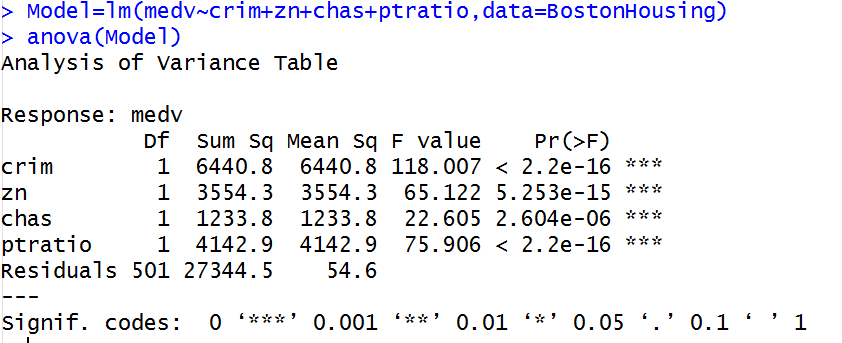 > Model=lm(medv~crim+zn+chas+ptratio,data=BostonHousing)
> anova(Model)
Analysis of Variance Table
Response: medv
Df Sum Sq Mean Sq F value Pr(>F)
crim 1 6440.8 6440.8 118.007 < 2.2e-16 ***
zn 1 3554.3 3554.3 65.122 5.253e-15 ***
chas 1 1233.8 1233.8 22.605 2.604e-06 ***
ptratio 1 4142.9 4142.9 75.906 < 2.2e-16 ***
Residuals 501 27344.5 54.6
---
Signif. codes: 0 ‘***’ 0.001 ‘**’ 0.01 ‘*’ 0.05 ‘.’ 0.1 ‘ ’ 1